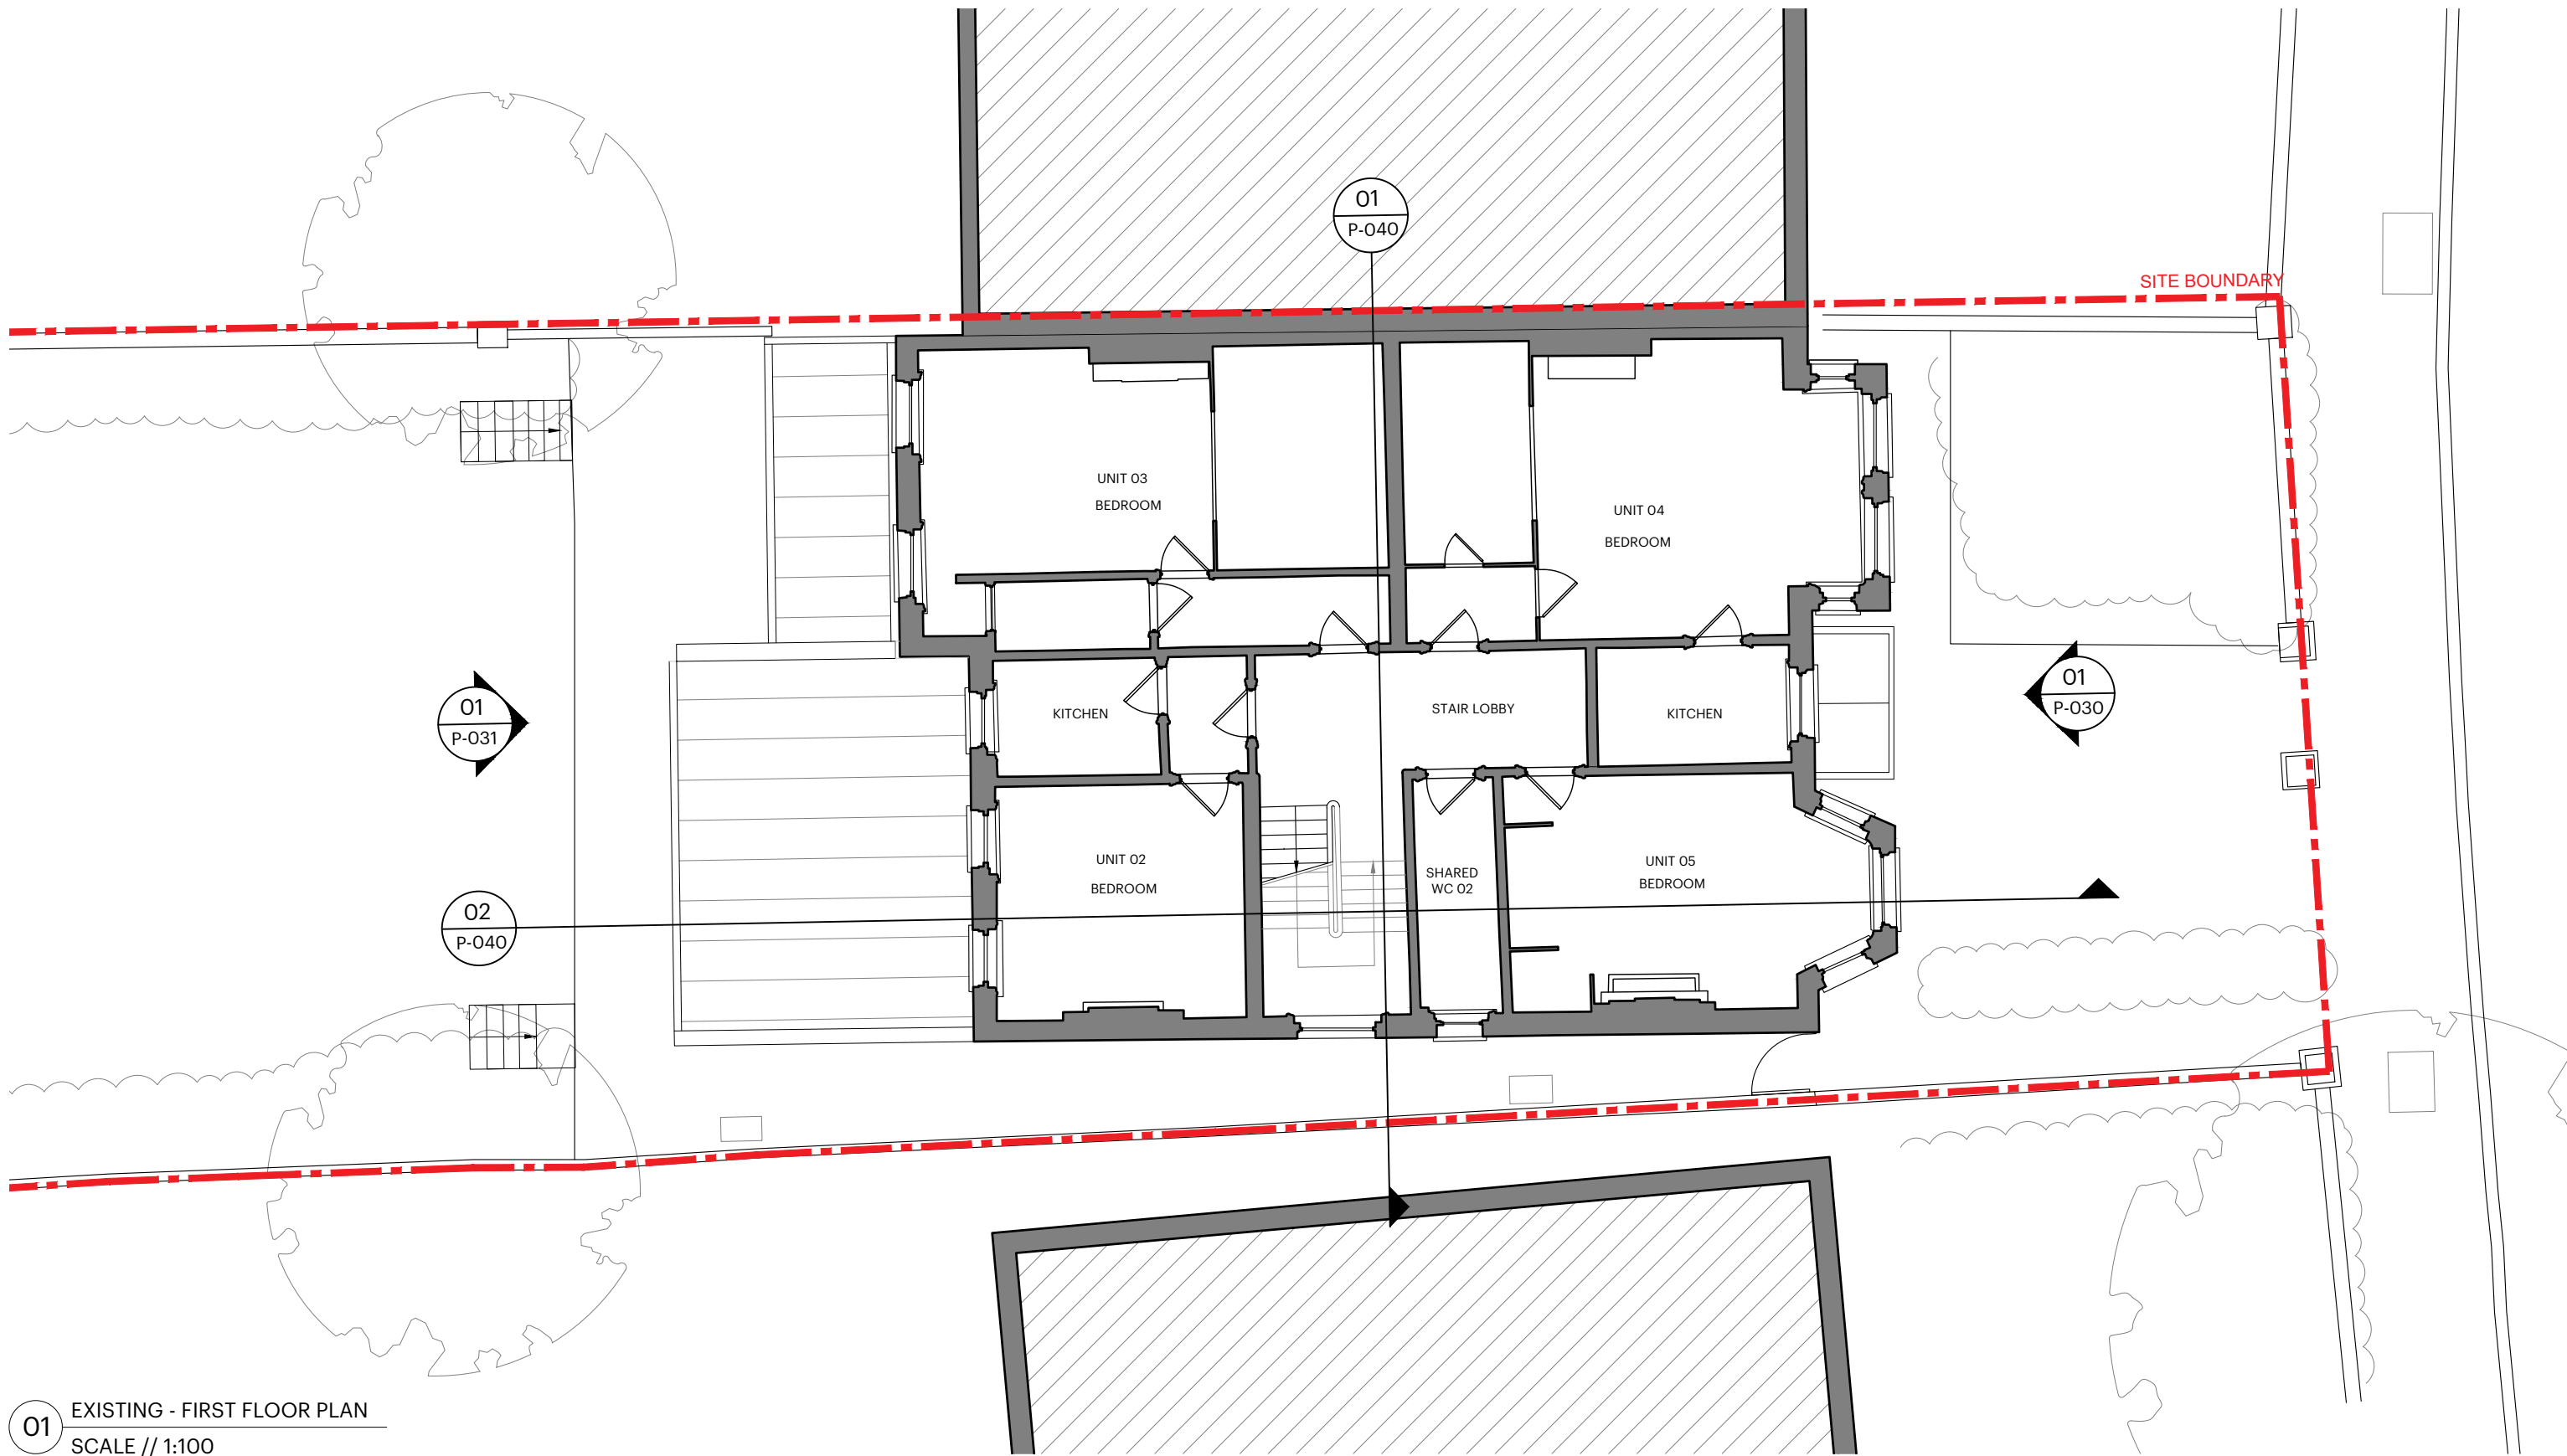 01
P-040
SITE BOUNDARY
UNIT 03
BEDROOM
UNIT 04
BEDROOM
01
P-031
KITCHEN
STAIR LOBBY
KITCHEN
01
P-030
UNIT 02
BEDROOM
SHARED
WC 02
UNIT 05
BEDROOM
02
P-040
01
EXISTING - FIRST FLOOR PLAN
SCALE // 1:100